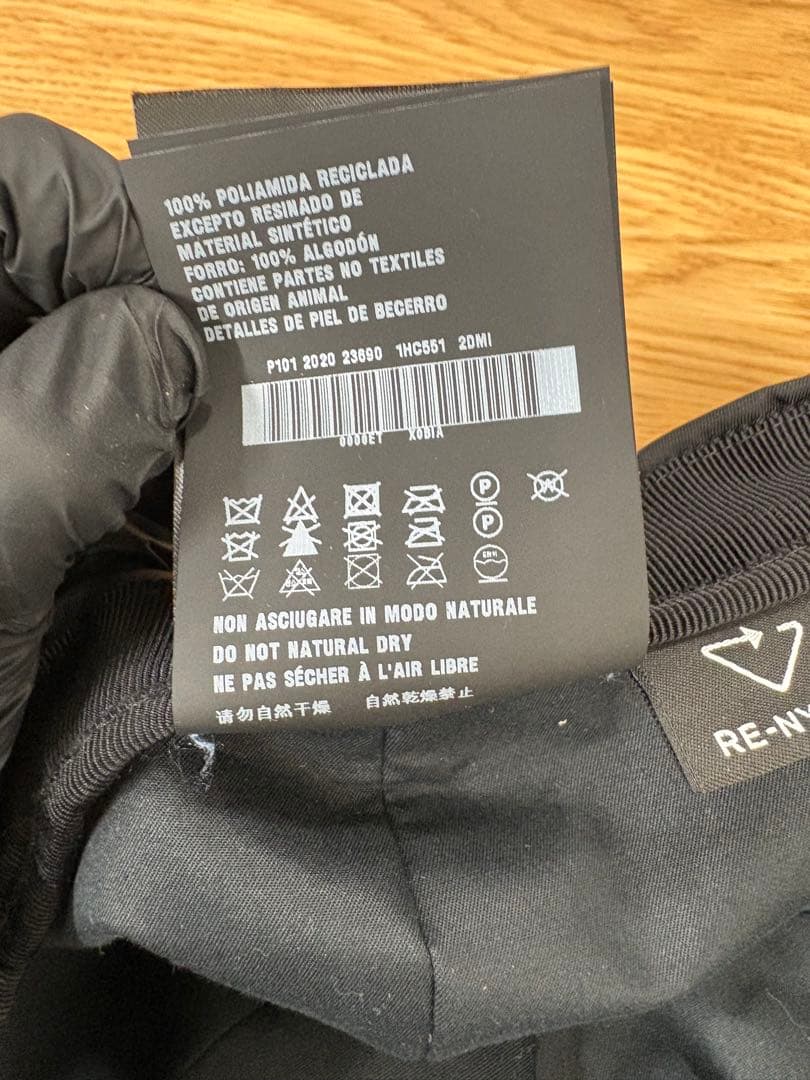 100% POLIAMIDA RECICLADA
EXCEPTO RESINADO DE
MATERIAL SINTÉTICO
FORRO: 100% ALGODÓN
CONTIENE PARTES NO TEXTILES
DE ORIGEN ANIMAL
DETALLES DE PIEL DE BECERRO
P101 2020 23690 1HC551 2DMI
XOBIA
P
W
P
NON ASCIUGARE IN MODO NATURALE
DO NOT NATURAL DRY
NE PAS SÉCHER À L'AIR LIBRE
请勿自然干燥 自然乾燥禁止
RE-NY